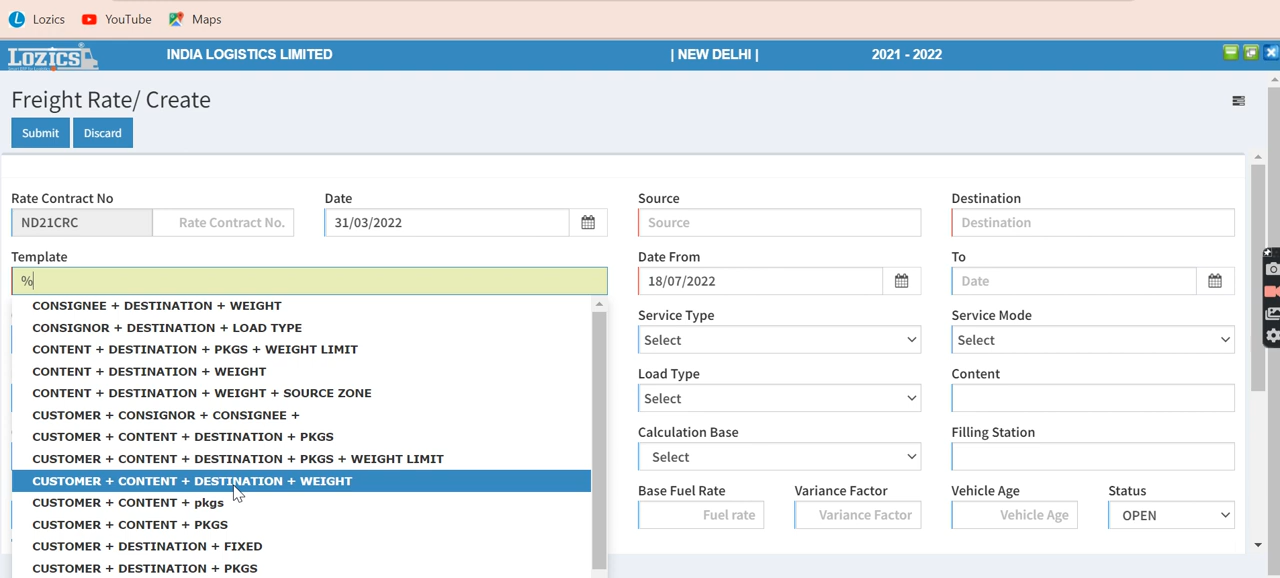 Lozics YouTube Maps
LOZICS INDIA LOGISTICS LIMITED | NEW DELHI | 2021 - 2022
Freight Rate/ Create
Submit Discard
Rate Contract No Date Source Destination
ND21CRC Rate Contract No. 31/03/2022 Source Destination
Template Date From To
% 18/07/2022 Date
CONSIGNEE + DESTINATION + WEIGHT
CONSIGNOR + DESTINATION + LOAD TYPE
CONTENT + DESTINATION + PKGS + WEIGHT LIMIT
CONTENT + DESTINATION + WEIGHT
CONTENT + DESTINATION + WEIGHT + SOURCE ZONE
CUSTOMER + CONSIGNOR + CONSIGNEE +
CUSTOMER + CONTENT + DESTINATION + PKGS
CUSTOMER + CONTENT + DESTINATION + PKGS + WEIGHT LIMIT
CUSTOMER + CONTENT + DESTINATION + WEIGHT
CUSTOMER + CONTENT + pkgs
CUSTOMER + CONTENT + PKGS
CUSTOMER + DESTINATION + FIXED
CUSTOMER + DESTINATION + PKGS
Service Type Service Mode
Select Select
Load Type Content
Select
Calculation Base Filling Station
Select
Base Fuel Rate Variance Factor Vehicle Age Status
Fuel rate Variance Factor Vehicle Age OPEN